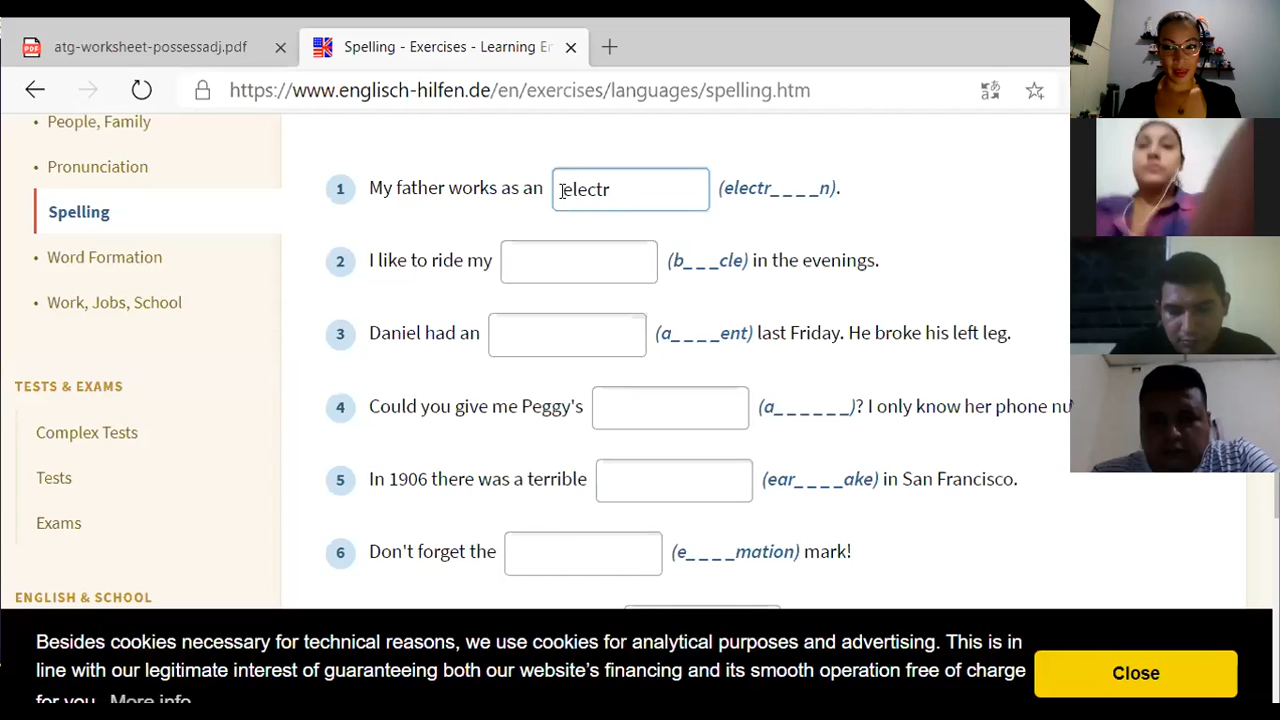 atg-worksheet-possessadj.pdf
Spelling - Exercises - Learning En
https://www.englisch-hilfen.de/en/exercises/languages/spelling.htm
• People, Family
• Pronunciation
Spelling
• Word Formation
• Work, Jobs, School
TESTS & EXAMS
Complex Tests
Tests
Exams
ENGLISH & SCHOOL
1 My father works as an electr (electr____n).
2 I like to ride my (b___cle) in the evenings.
3 Daniel had an (a____ent) last Friday. He broke his left leg.
4 Could you give me Peggy's (a______)? I only know her phone nu
5 In 1906 there was a terrible (ear____ake) in San Francisco.
6 Don't forget the (e____mation) mark!
Besides cookies necessary for technical reasons, we use cookies for analytical purposes and advertising. This is in
line with our legitimate interest of guaranteeing both our website's financing and its smooth operation free of charge
for you. More info
Close